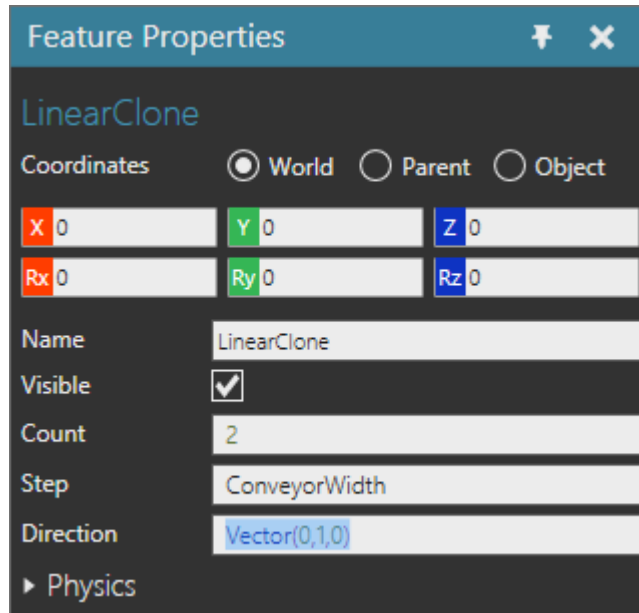 Feature Properties
LinearClone
Coordinates World Parent Object
X 0 Y 0 Z 0
Rx 0 Ry 0 Rz 0
Name LinearClone
Visible
Count 2
Step ConveyorWidth
Direction Vector(0,1,0)
Physics